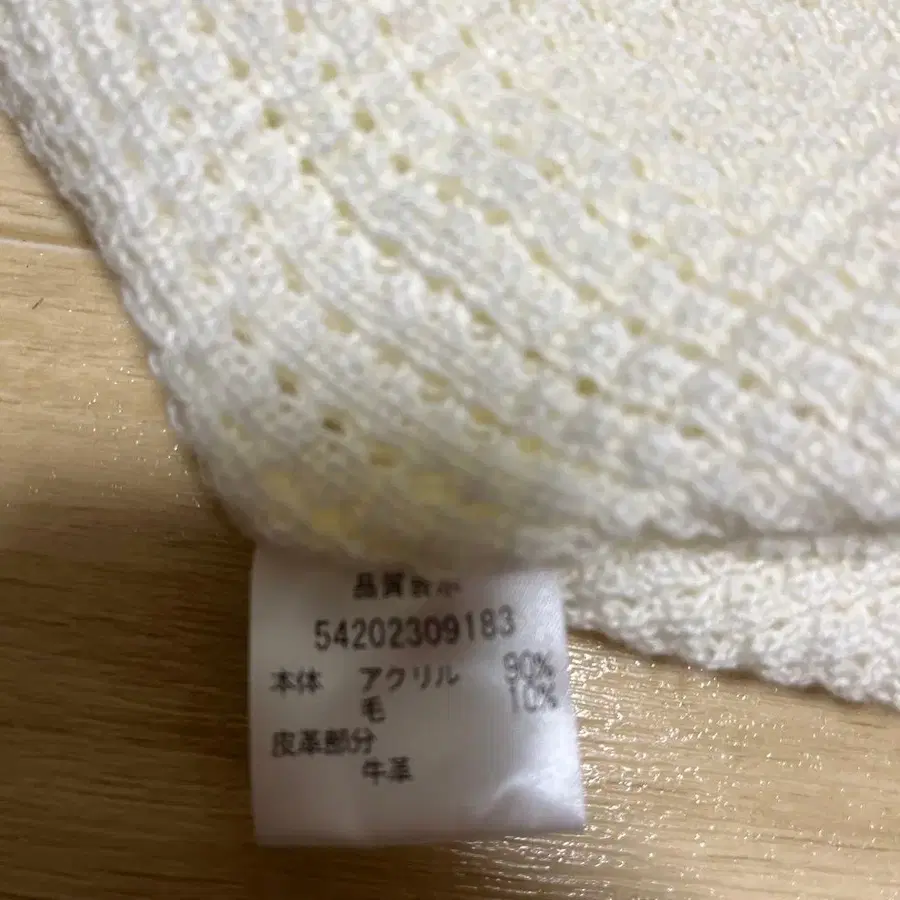 品質表示
54202309183
本体 アクリル 90%
毛 10%
皮革部分
牛革